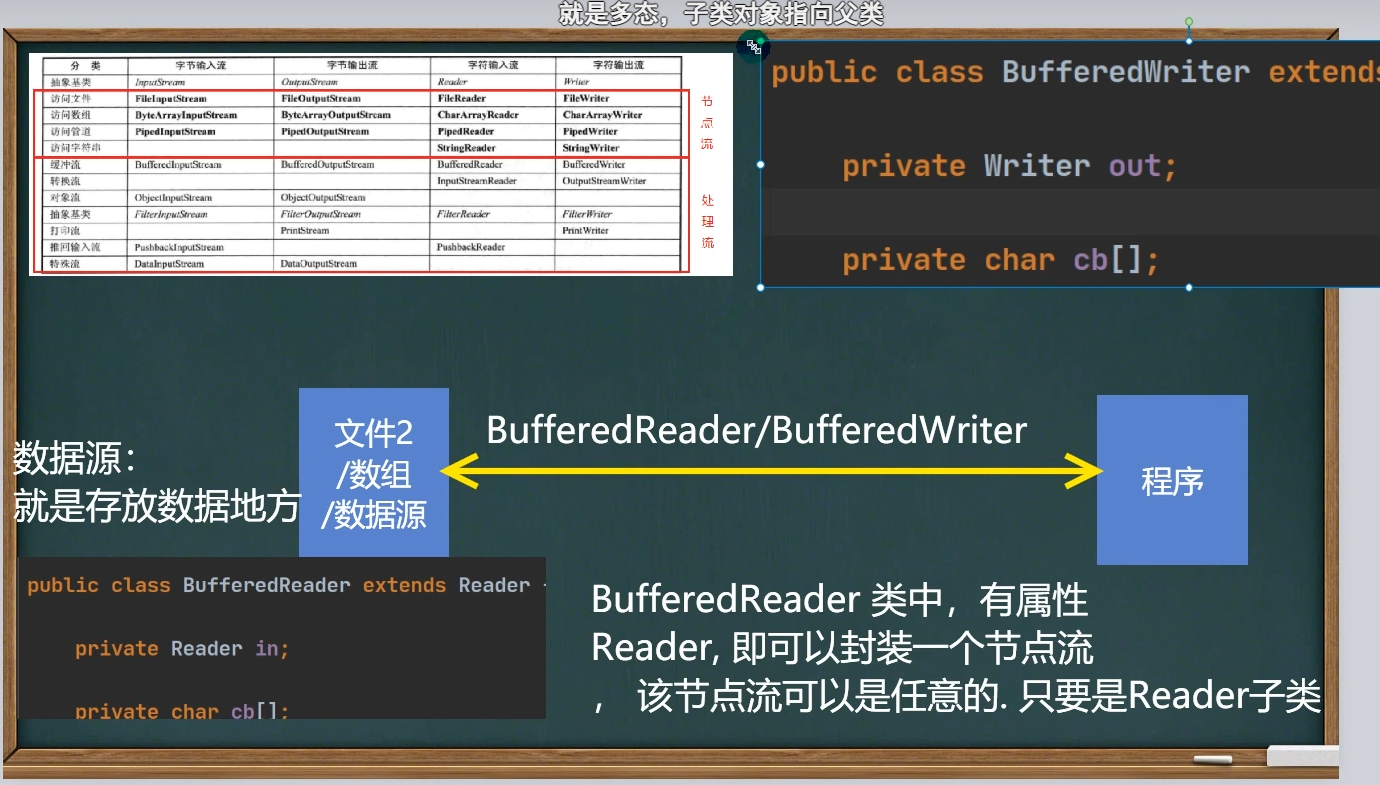 就是多态，子类对象指向父类
分 类 字节输入流 字节输出流 字符输入流 字符输出流
抽象基类 InputStream OutputStream Reader Writer
访问文件 FileInputStream FileOutputStream FileReader FileWriter
访问数组 ByteArrayInputStream ByteArrayOutputStream CharArrayReader CharArrayWriter
访问管道 PipedInputStream PipedOutputStream PipedReader PipedWriter
访问字符串 StringReader StringWriter
缓冲流 BufferedInputStream BufferedOutputStream BufferedReader BufferedWriter
转换流 InputStreamReader OutputStreamWriter
对象流 ObjectInputStream ObjectOutputStream
抽象基类 FilterInputStream FilterOutputStream FilterReader FilterWriter
打印流 PrintStream PrintWriter
推回输入流 PushbackInputStream PushbackReader
特殊流 DataInputStream DataOutputStream
节
点
流
处
理
流
public class BufferedWriter extends
private Writer out;
private char cb[];
数据源：
就是存放数据地方
文件2
/数组
/数据源
BufferedReader/BufferedWriter
程序
public class BufferedReader extends Reader
private Reader in;
private char cb[];
BufferedReader 类中，有属性
Reader, 即可以封装一个节点流
， 该节点流可以是任意的. 只要是Reader子类